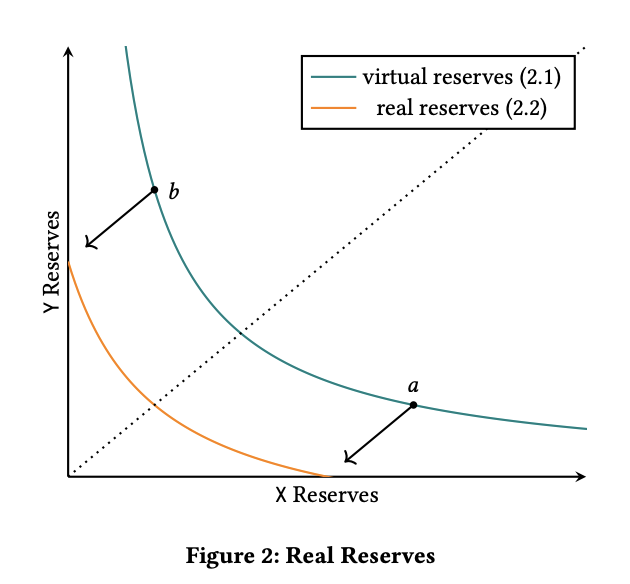 virtual reserves (2.1)
real reserves (2.2)
b
Y Reserves
a
X Reserves
Figure 2: Real Reserves